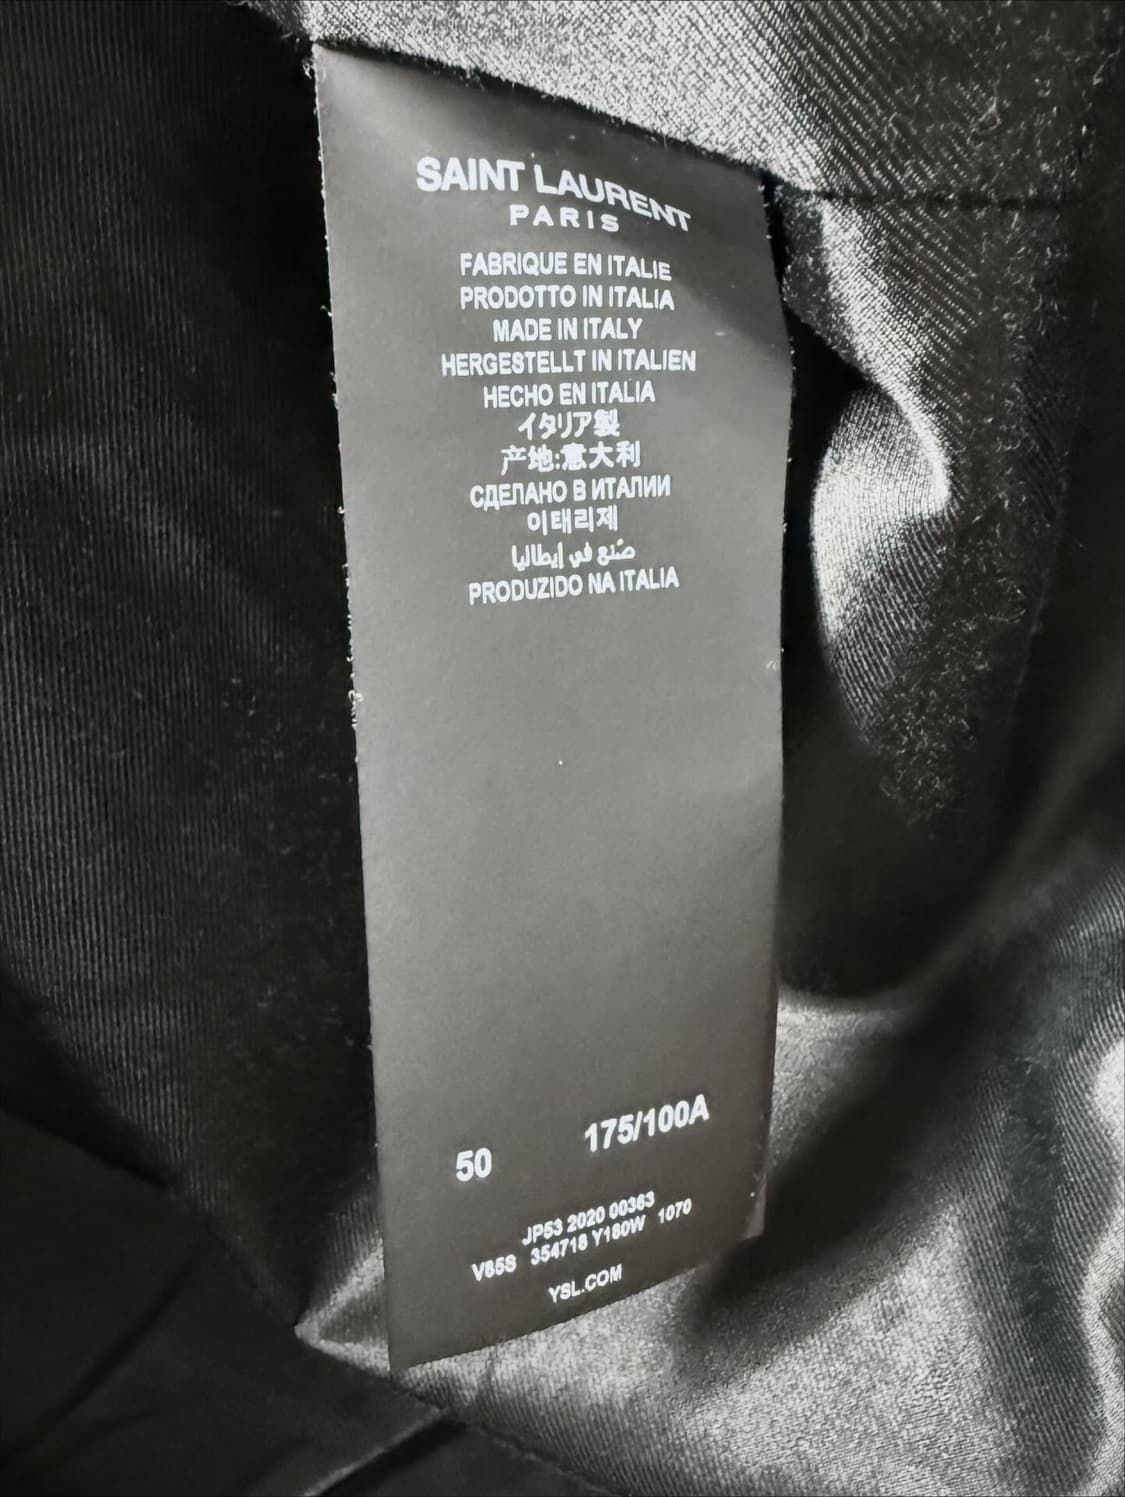 SAINT LAURENT
PARIS
FABRIQUE EN ITALIE
PRODOTTO IN ITALIA
MADE IN ITALY
HERGESTELLT IN ITALIEN
HECHO EN ITALIA
イタリア製
产地:意大利
СДЕЛАНО В ИТАЛИИ
이태리제
صُنع في إيطاليا
PRODUZIDO NA ITALIA
50 175/100A
JP53 2020 00363
V85S 354718 Y180W 1070
YSL.COM